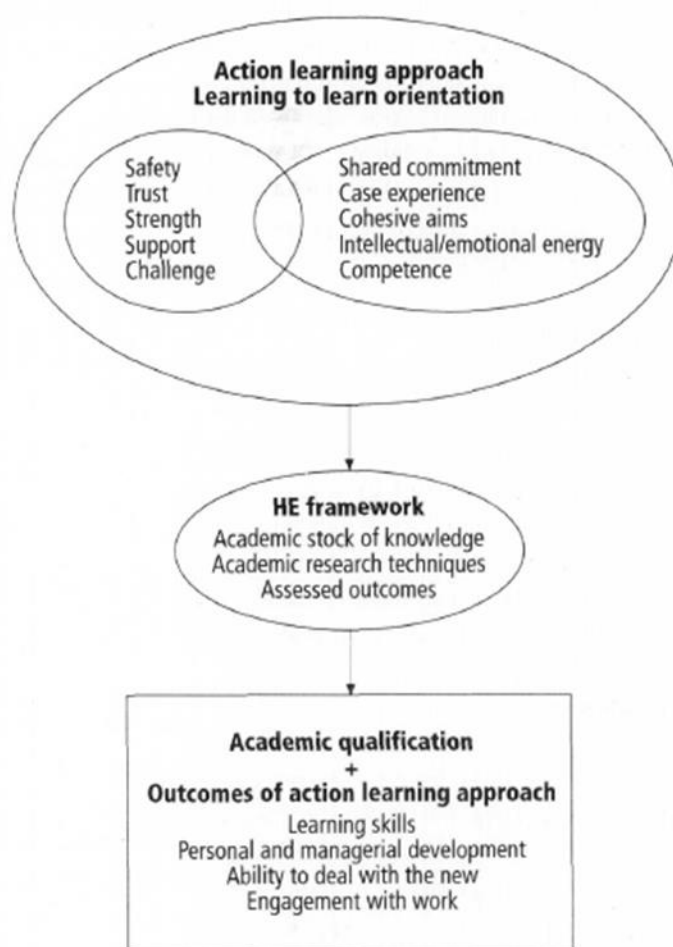 Action learning approach
Learning to learn orientation
Safety
Trust
Strength
Support
Challenge
Shared commitment
Case experience
Cohesive aims
Intellectual/emotional energy
Competence
HE framework
Academic stock of knowledge
Academic research techniques
Assessed outcomes
Academic qualification
+
Outcomes of action learning approach
Learning skills
Personal and managerial development
Ability to deal with the new
Engagement with work